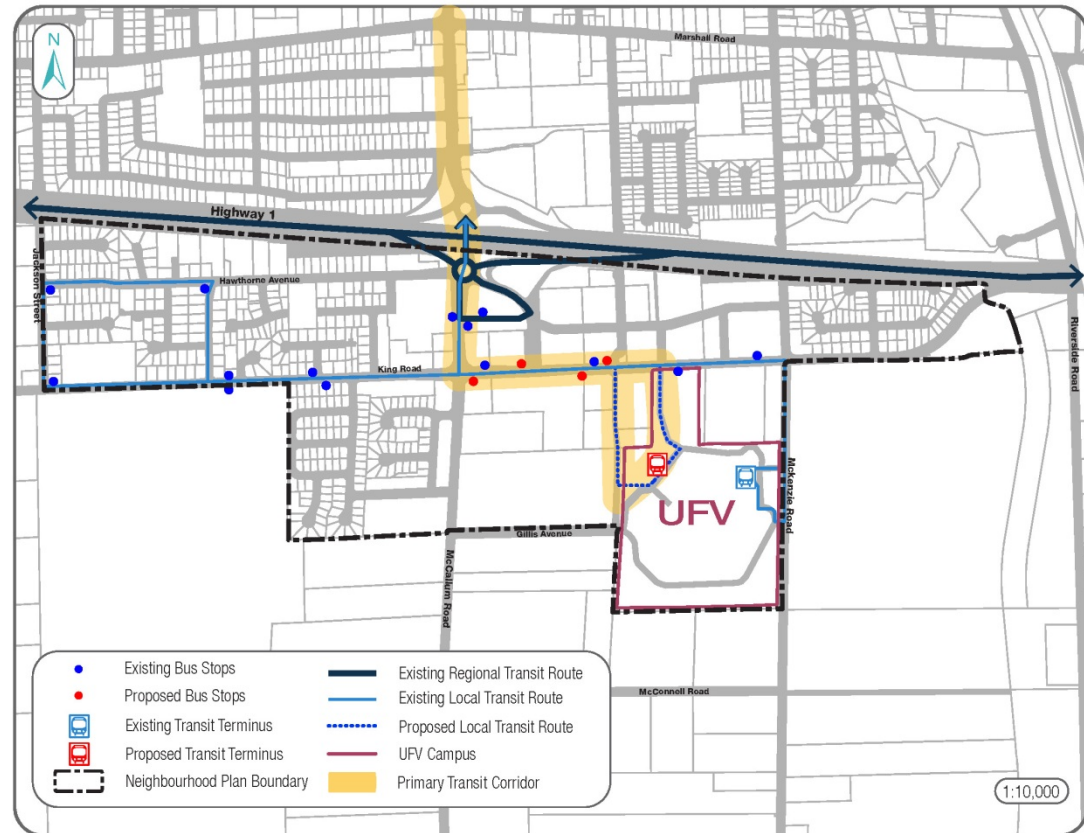 N
Marshall Road
Highway 1
Jackson Street
Hawthorne Avenue
Riverside Road
King Road
UFV
Mckenzie Road
Gillis Avenue
McCallum Road
McConnell Road
Existing Bus Stops
Proposed Bus Stops
Existing Transit Terminus
Proposed Transit Terminus
Neighbourhood Plan Boundary
Existing Regional Transit Route
Existing Local Transit Route
Proposed Local Transit Route
UFV Campus
Primary Transit Corridor
1:10,000